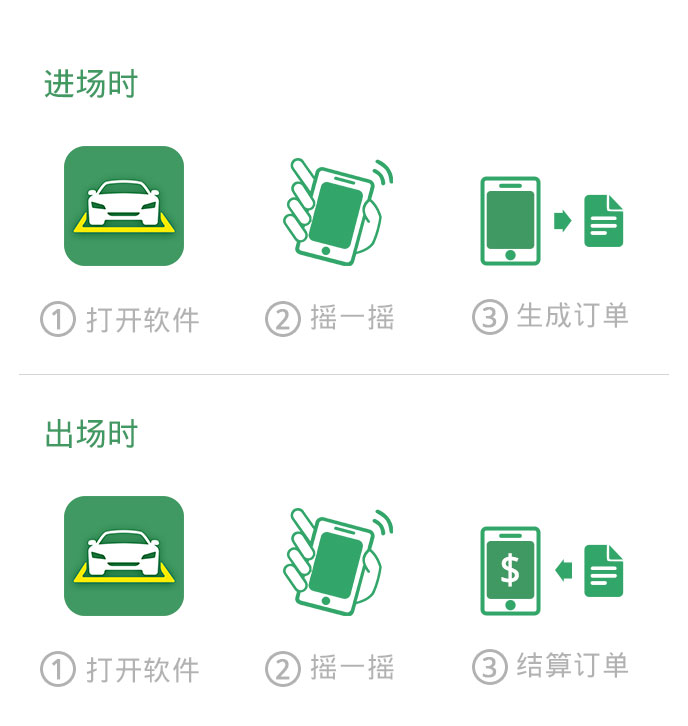 进场时
① 打开软件 ② 摇一摇 ③ 生成订单
出场时
$
① 打开软件 ② 摇一摇 ③ 结算订单